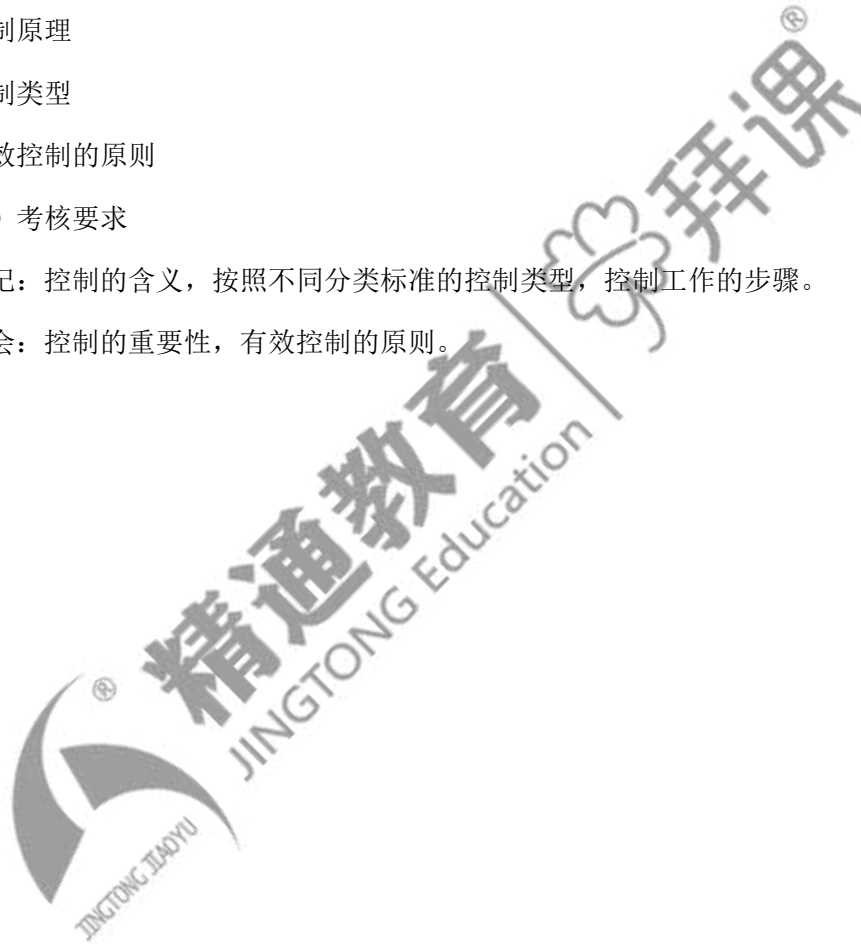 制原理
制类型
效控制的原则
）考核要求
记：控制的含义，按照不同分类标准的控制类型，控制工作的步骤。
会：控制的重要性，有效控制的原则。
®
拜课
精通教育
JINGTONG Education
®
JINGTONG JIAOYU